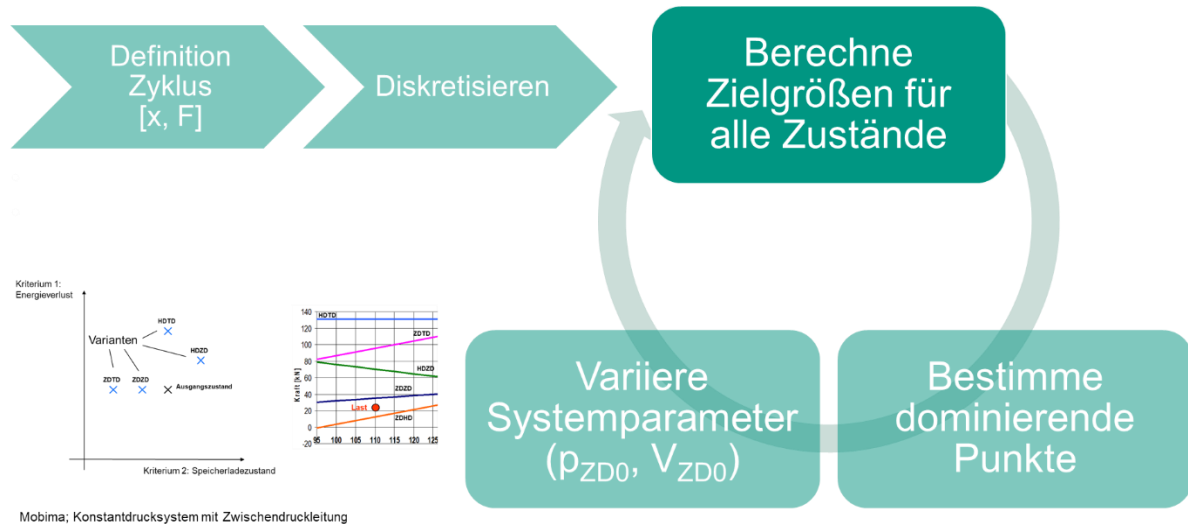 Definition
Zyklus
[x, F]
Diskretisieren
Berechne
Zielgrößen für
alle Zustände
Kriterium 1:
Energieverlust
Varianten
HDTD
HDZD
ZDTD
ZDZD
Ausgangszustand
Kriterium 2: Speicherladezustand
Kraft [kN]
140
120
100
80
60
40
20
0
-20
HDTD
ZDTD
HDZD
ZDZD
Last
ZDHD
95 100 105 110 115 120 125
Variiere
Systemparameter
(pZD0, VZD0)
Bestimme
dominierende
Punkte
Mobima; Konstantdrucksystem mit Zwischendruckleitung